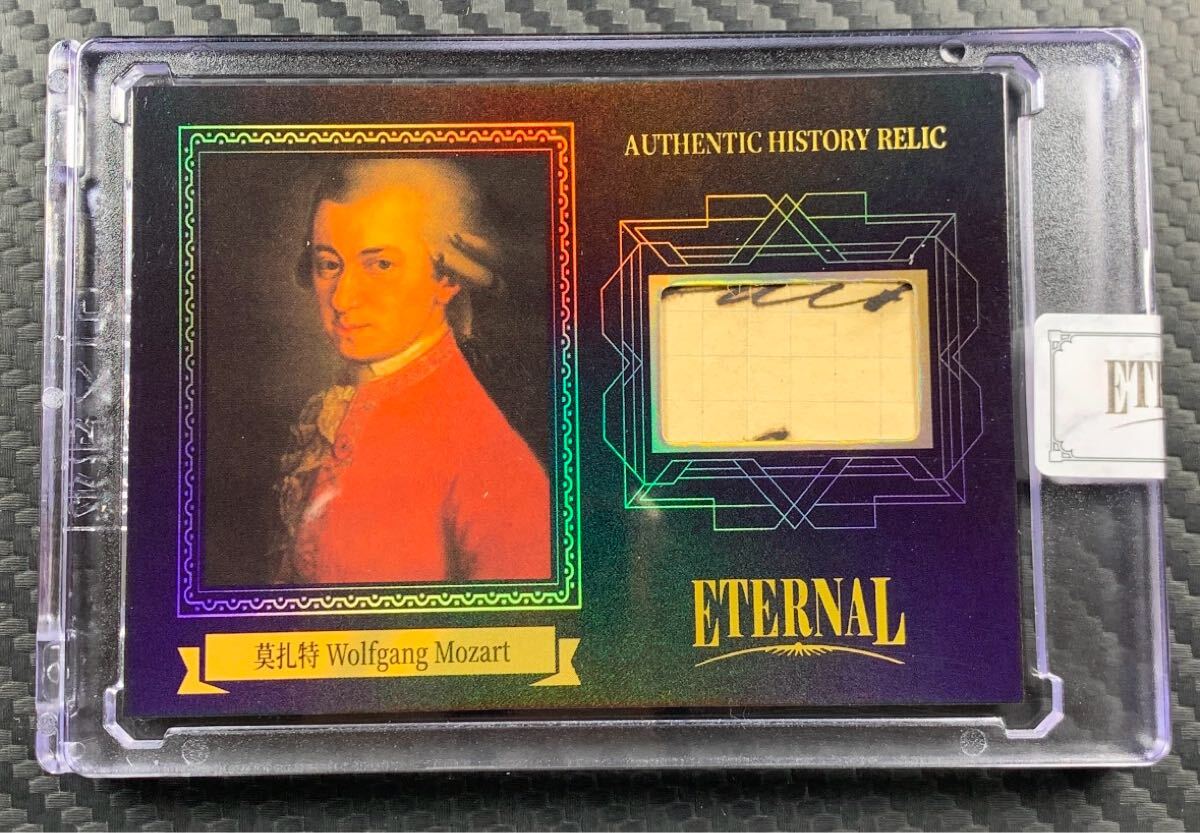 AUTHENTIC HISTORY RELIC
ETERNAL
莫扎特 Wolfgang Mozart